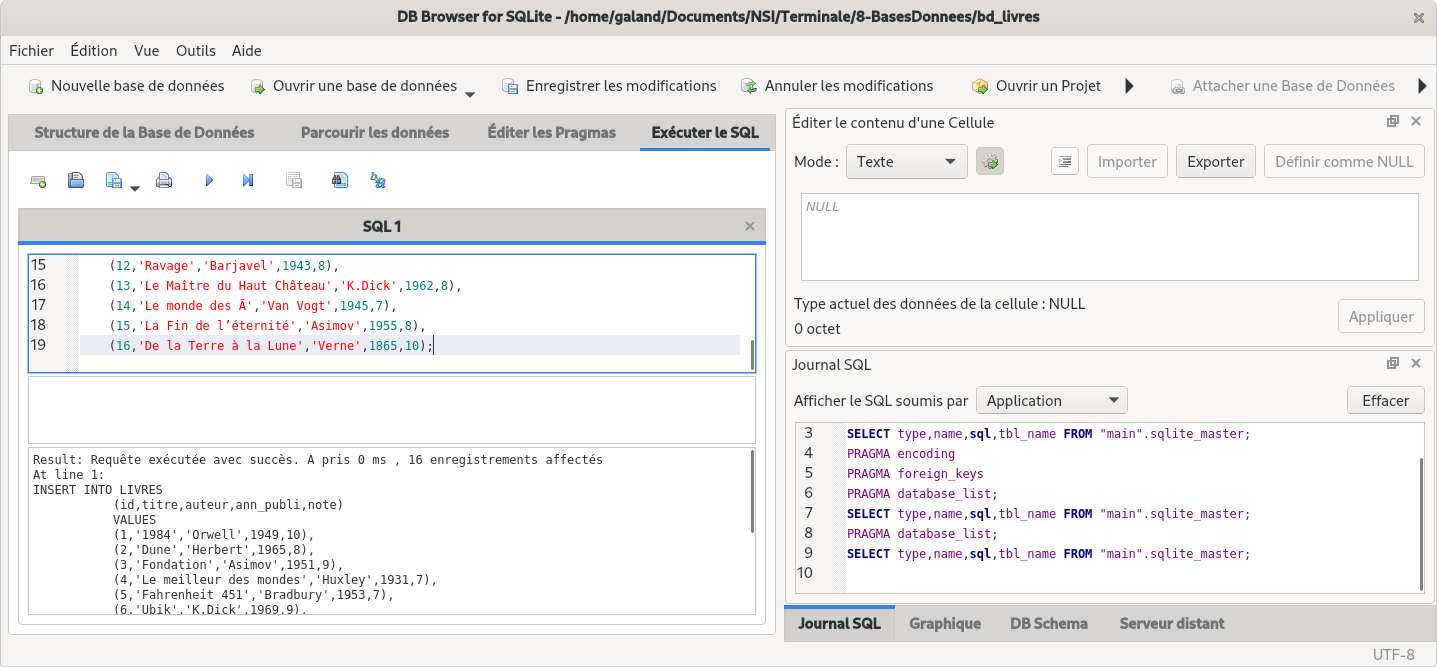 DB Browser for SQLite - /home/galand/Documents/NSI/Terminale/8-BasesDonnees/bd_livres
Fichier Édition Vue Outils Aide
Nouvelle base de données Ouvrir une base de données Enregistrer les modifications Annuler les modifications Ouvrir un Projet Attacher une Base de Données
Structure de la Base de Données Parcourir les données Éditer les Pragmas Exécuter le SQL
SQL 1
15 (12,'Ravage','Barjavel',1943,8),
16 (13,'Le Maître du Haut Château','K.Dick',1962,8),
17 (14,'Le monde des Ā','Van Vogt',1945,7),
18 (15,'La Fin de l’éternité','Asimov',1955,8),
19 (16,'De la Terre à la Lune','Verne',1865,10);
Result: Requête exécutée avec succès. A pris 0 ms , 16 enregistrements affectés
At line 1:
INSERT INTO LIVRES
(id,titre,auteur,ann_publi,note)
VALUES
(1,'1984','Orwell',1949,10),
(2,'Dune','Herbert',1965,8),
(3,'Fondation','Asimov',1951,9),
(4,'Le meilleur des mondes','Huxley',1931,7),
(5,'Fahrenheit 451','Bradbury',1953,7),
(6,'Ubik','K.Dick',1969,9),
Éditer le contenu d'une Cellule
Mode : Texte Importer Exporter Définir comme NULL
NULL
Type actuel des données de la cellule : NULL
0 octet
Appliquer
Journal SQL
Afficher le SQL soumis par Application Effacer
3 SELECT type,name,sql,tbl_name FROM "main".sqlite_master;
4 PRAGMA encoding
5 PRAGMA foreign_keys
6 PRAGMA database_list;
7 SELECT type,name,sql,tbl_name FROM "main".sqlite_master;
8 PRAGMA database_list;
9 SELECT type,name,sql,tbl_name FROM "main".sqlite_master;
10
Journal SQL Graphique DB Schema Serveur distant
UTF-8